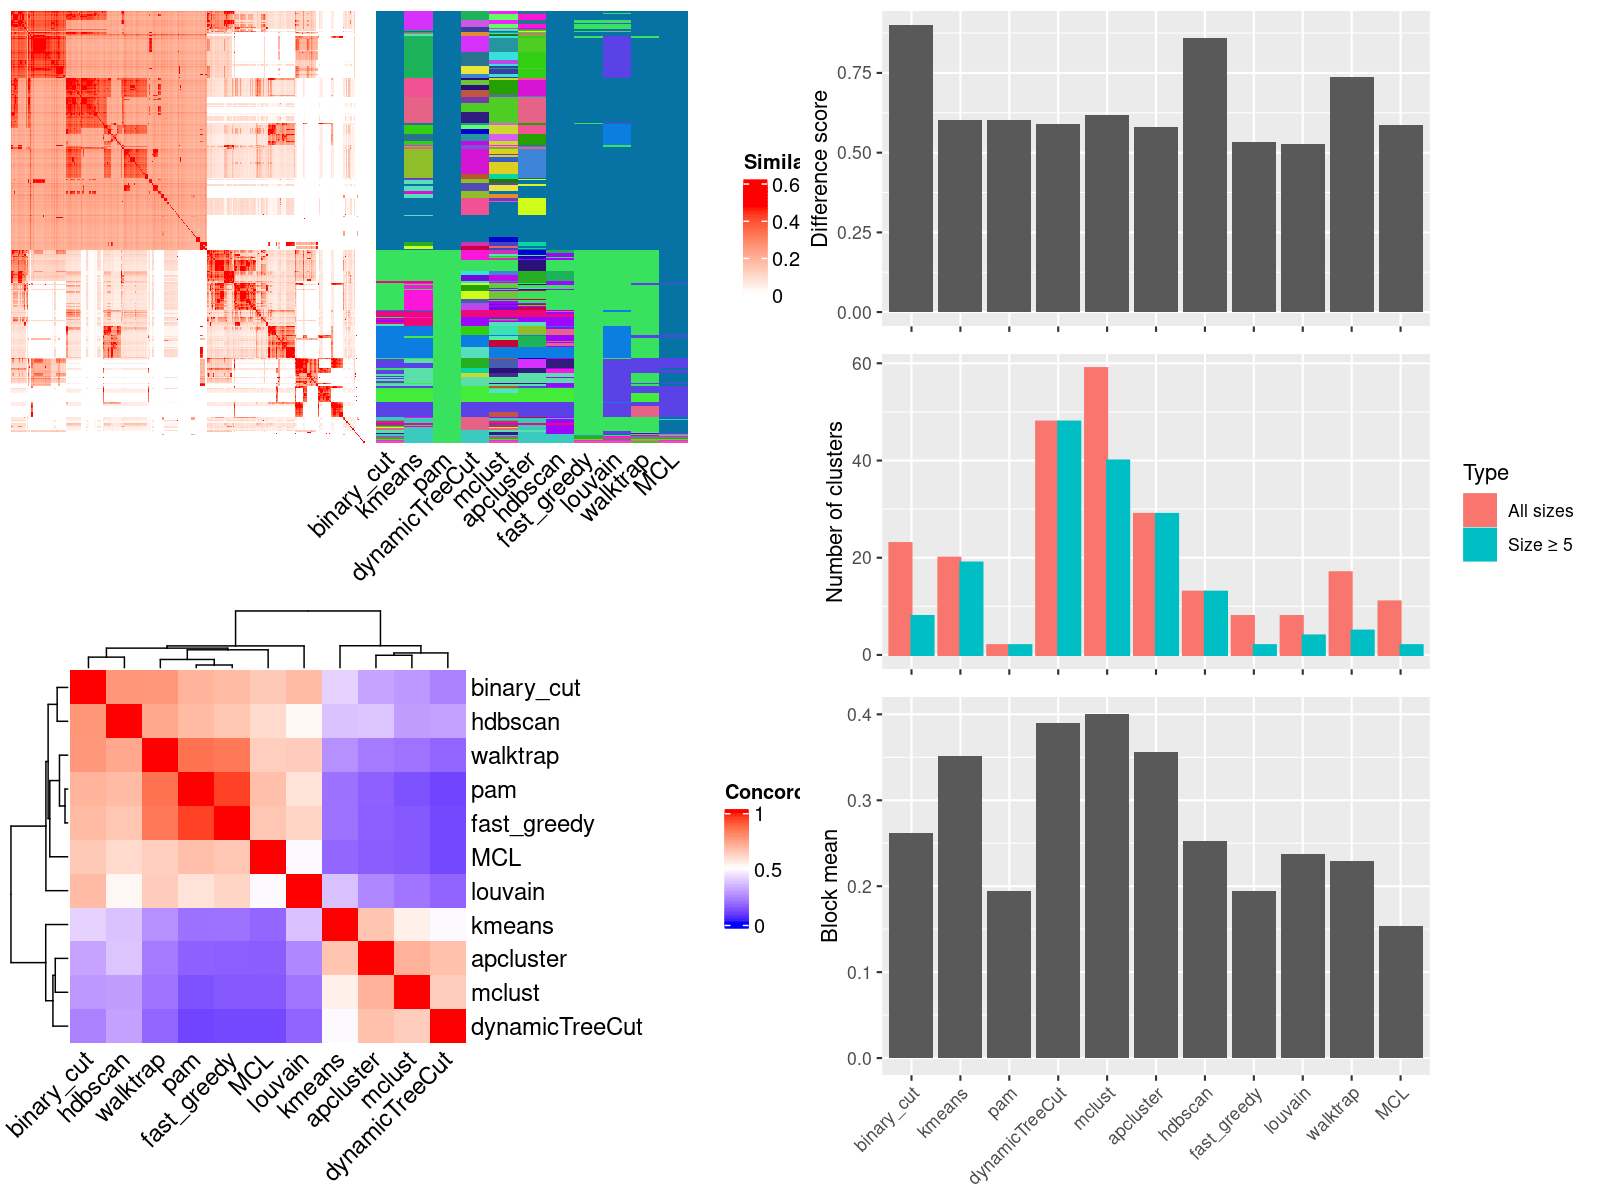 Simila
0.6
0.4
0.2
0
binary_cut
kmeans
pam
dynamicTreeCut
mclust
apcluster
hdbscan
fast_greedy
louvain
walktrap
MCL
Difference score
0.75
0.50
0.25
0.00
Number of clusters
60
40
20
0
Type
All sizes
Size ≥ 5
binary_cut
hdbscan
walktrap
pam
fast_greedy
MCL
louvain
kmeans
apcluster
mclust
dynamicTreeCut
binary_cut
hdbscan
walktrap
pam
fast_greedy
MCL
louvain
kmeans
apcluster
mclust
dynamicTreeCut
Concord
1
0.5
0
Block mean
0.4
0.3
0.2
0.1
0.0
binary_cut
kmeans
pam
dynamicTreeCut
mclust
apcluster
hdbscan
fast_greedy
louvain
walktrap
MCL